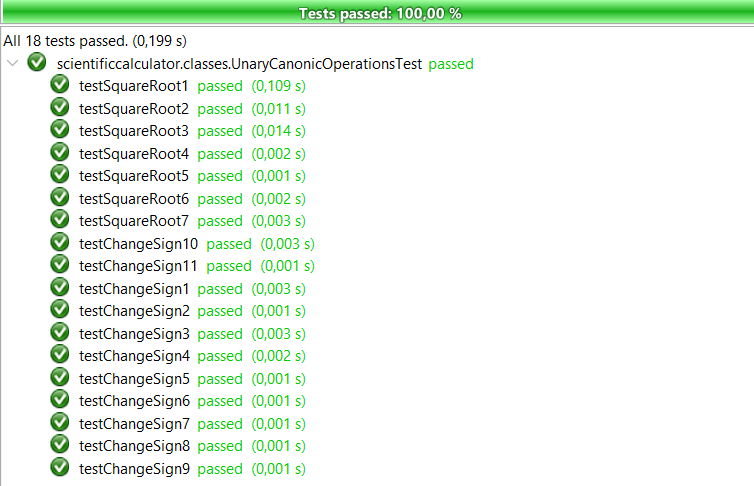 Tests passed: 100,00 %
All 18 tests passed. (0,199 s)
scientificcalculator.classes.UnaryCanonicOperationsTest passed
testSquareRoot1 passed (0,109 s)
testSquareRoot2 passed (0,011 s)
testSquareRoot3 passed (0,014 s)
testSquareRoot4 passed (0,002 s)
testSquareRoot5 passed (0,001 s)
testSquareRoot6 passed (0,002 s)
testSquareRoot7 passed (0,003 s)
testChangeSign10 passed (0,003 s)
testChangeSign11 passed (0,001 s)
testChangeSign1 passed (0,003 s)
testChangeSign2 passed (0,001 s)
testChangeSign3 passed (0,003 s)
testChangeSign4 passed (0,002 s)
testChangeSign5 passed (0,001 s)
testChangeSign6 passed (0,001 s)
testChangeSign7 passed (0,001 s)
testChangeSign8 passed (0,001 s)
testChangeSign9 passed (0,001 s)